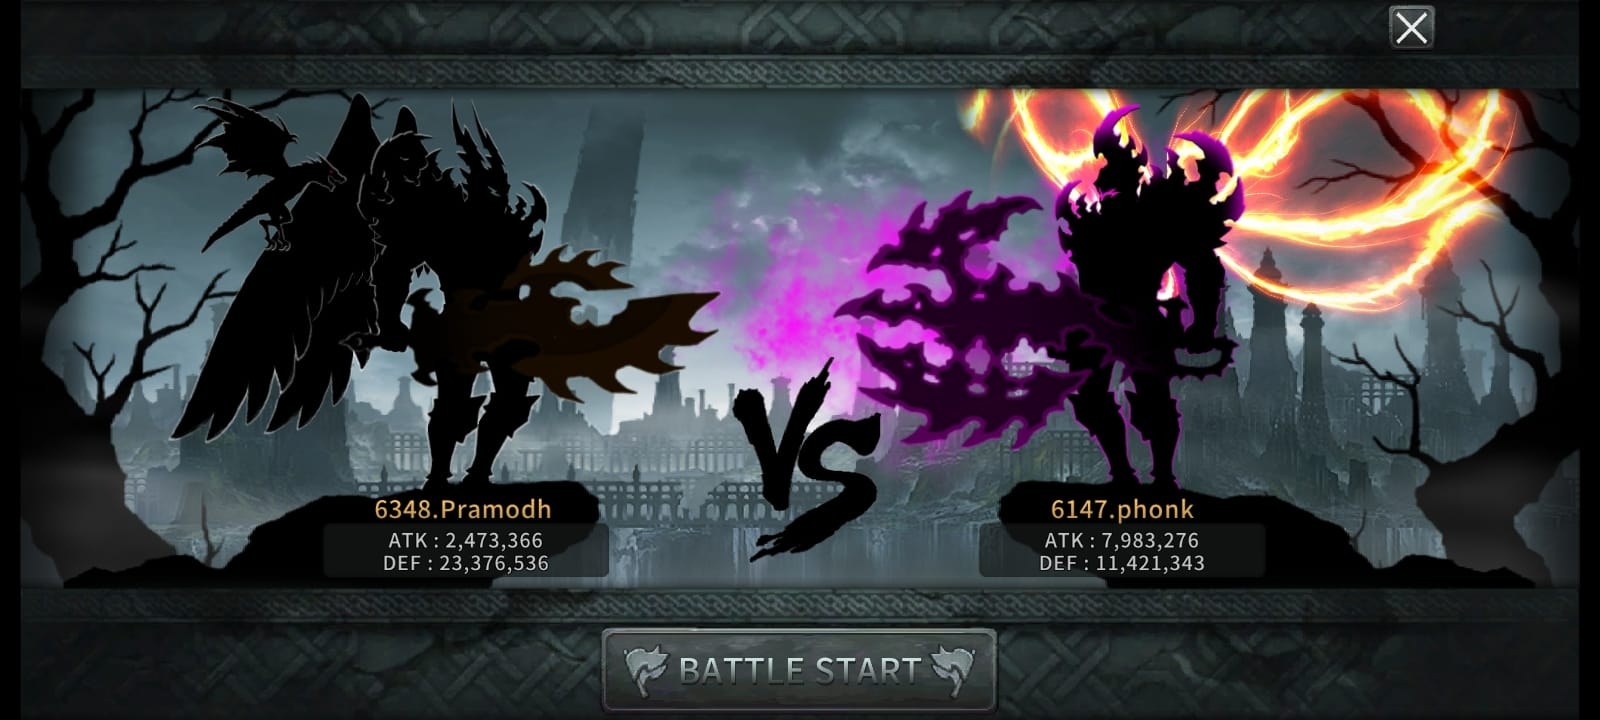 6348.Pramodh
ATK : 2,473,366
DEF : 23,376,536
VS
6147.phonk
ATK : 7,983,276
DEF : 11,421,343
BATTLE START